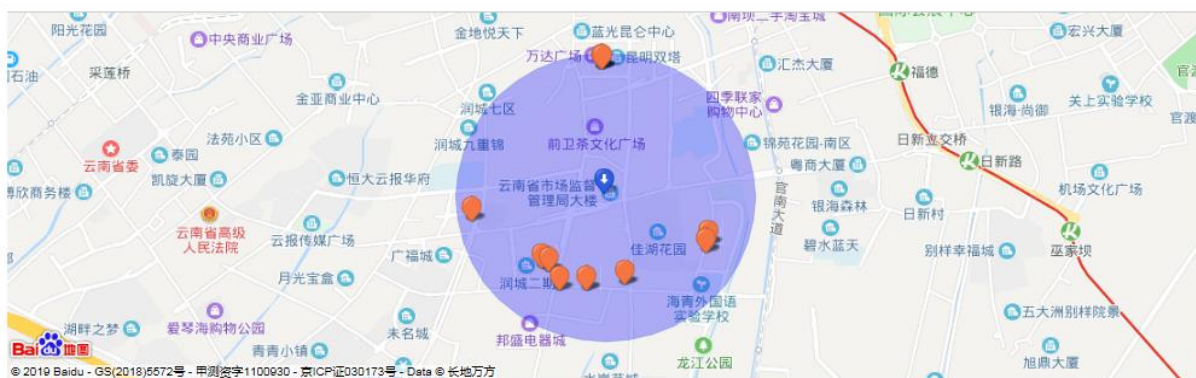 阳光花园
中央商业广场
金地悦天下
蓝光昆仑中心
南坝二手淘宝城
宏兴大厦
石油
采莲桥
万达广场
昆明双塔
汇杰大厦
福德
关上实验学校
官渡
金亚商业中心
润城七区
四季联家
购物中心
银海-尚御
法苑小区
润城九重锦
前卫茶文化广场
锦苑花园-南区
日新立交桥
云南省委
泰园
粤商大厦
日新路
博欣商务楼
凯旋大厦
恒大云报华府
云南省市场监督
管理局大楼
官南大道
机场文化广场
银海森林
日新村
云南省高级
人民法院
云报传媒广场
广福城
佳湖花园
碧水蓝天
别样幸福城
巫家坝
月光宝盒
润城二期
海青外国语
实验学校
五大洲别样院景
湖畔之梦
爱琴海购物公园
未名城
邦盛电器城
青青小镇
龙江公园
旭鼎大厦
Bai du 地图
© 2019 Baidu - GS(2018)5572号 - 甲测资字1100930 - 京ICP证030173号 - Data © 长地万方